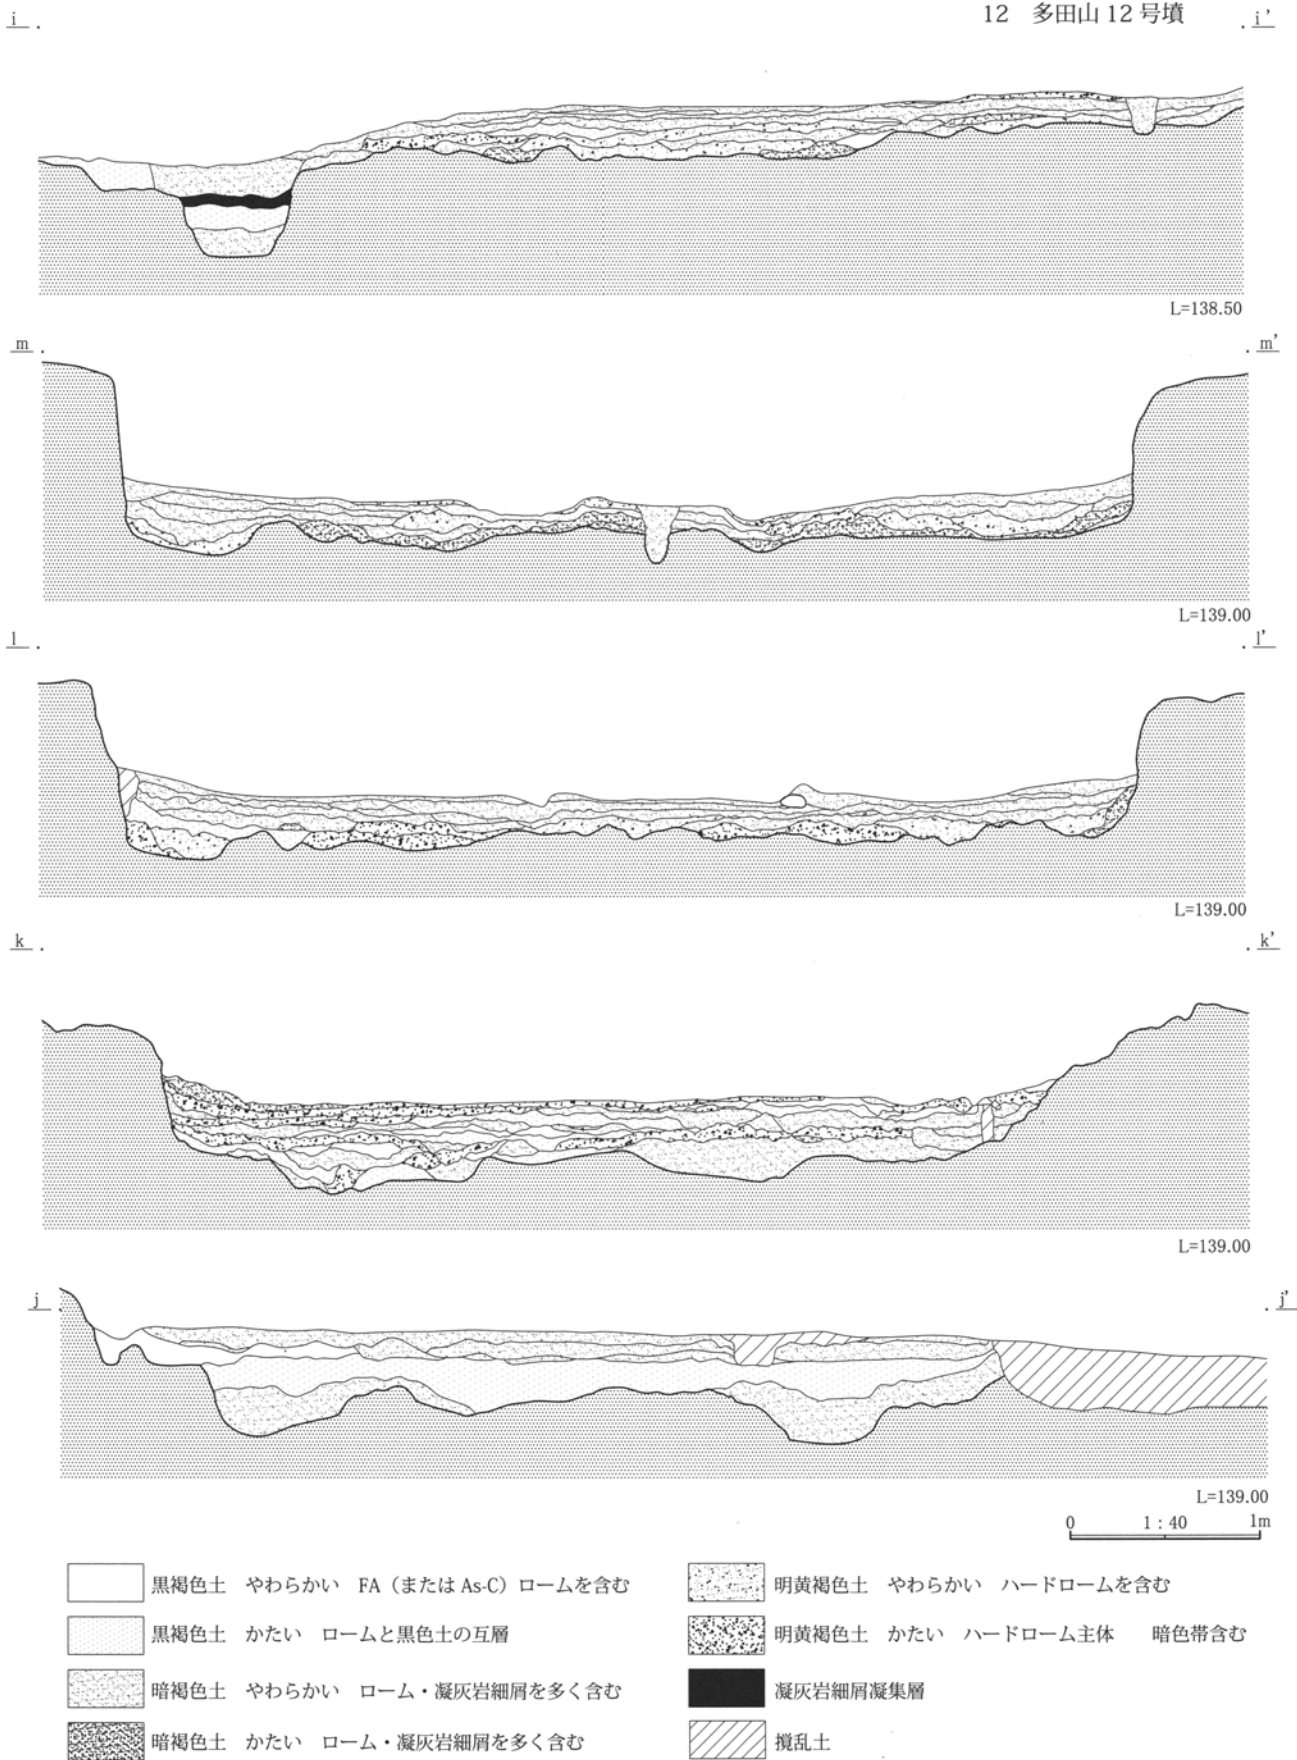 12　多田山 12 号墳
i　i'
L=138.50
m　m'
L=139.00
l　l'
L=139.00
k　k'
L=139.00
j　j'
L=139.00
0　1：40　1m
黒褐色土　やわらかい　FA（または As-C）ロームを含む
黒褐色土　かたい　ロームと黒色土の互層
暗褐色土　やわらかい　ローム・凝灰岩細屑を多く含む
暗褐色土　かたい　ローム・凝灰岩細屑を多く含む
明黄褐色土　やわらかい　ハードロームを含む
明黄褐色土　かたい　ハードローム主体　暗色帯含む
凝灰岩細屑凝集層
撹乱土